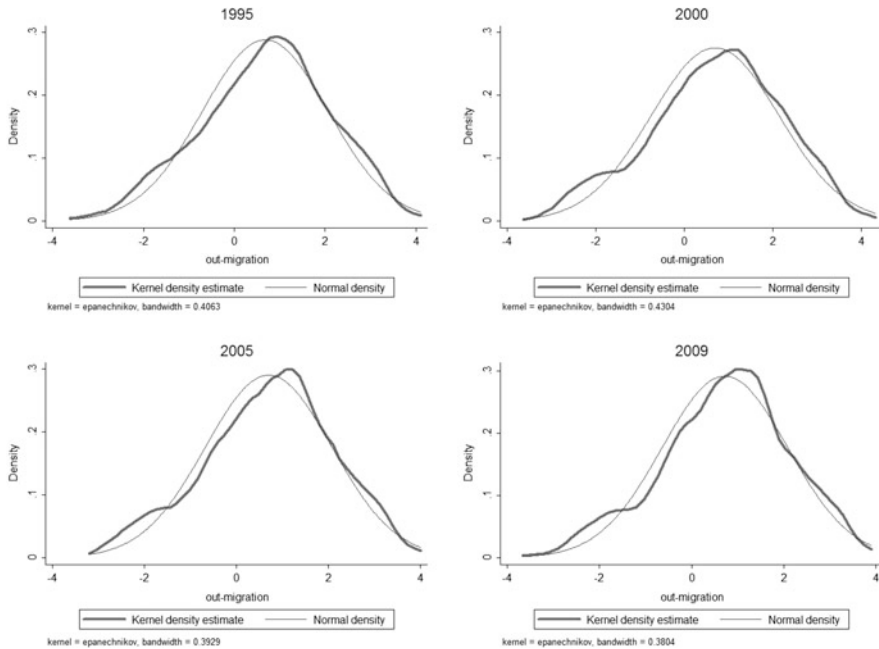 1995
Density
0 .1 .2 .3
-4 -2 0 2 4
out-migration
Kernel density estimate Normal density
kernel = epanechnikov, bandwidth = 0.4063
2000
Density
0 .1 .2 .3
-4 -2 0 2 4
out-migration
Kernel density estimate Normal density
kernel = epanechnikov, bandwidth = 0.4304
2005
Density
0 .1 .2 .3
-4 -2 0 2 4
out-migration
Kernel density estimate Normal density
kernel = epanechnikov, bandwidth = 0.3929
2009
Density
0 .1 .2 .3
-4 -2 0 2 4
out-migration
Kernel density estimate Normal density
kernel = epanechnikov, bandwidth = 0.3804